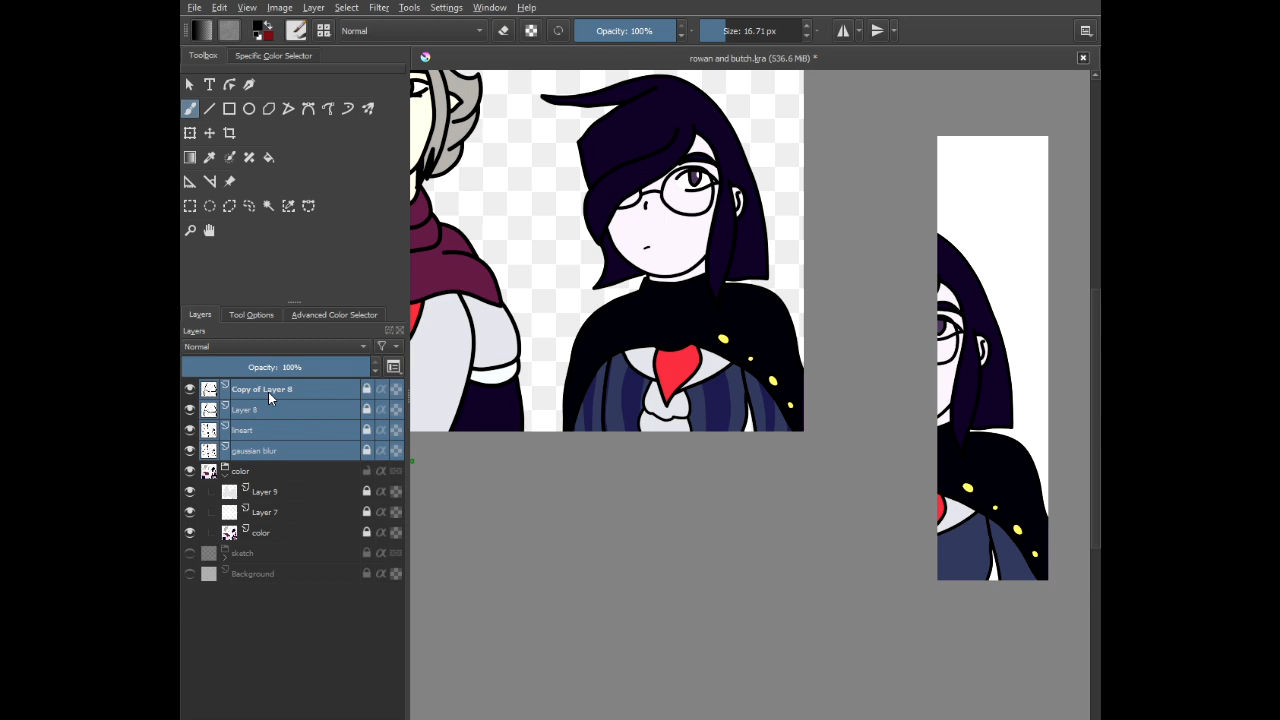 File Edit View Image Layer Select Filter Tools Settings Window Help
Normal Opacity: 100% Size: 16.71 px
Toolbox Specific Color Selector
rowan and butch.kra (536.6 MiB) *
Layers Tool Options Advanced Color Selector
Layers
Normal
Opacity: 100%
Copy of Layer 8
Layer 8
lineart
gaussian blur
color
Layer 9
Layer 7
color
sketch
Background